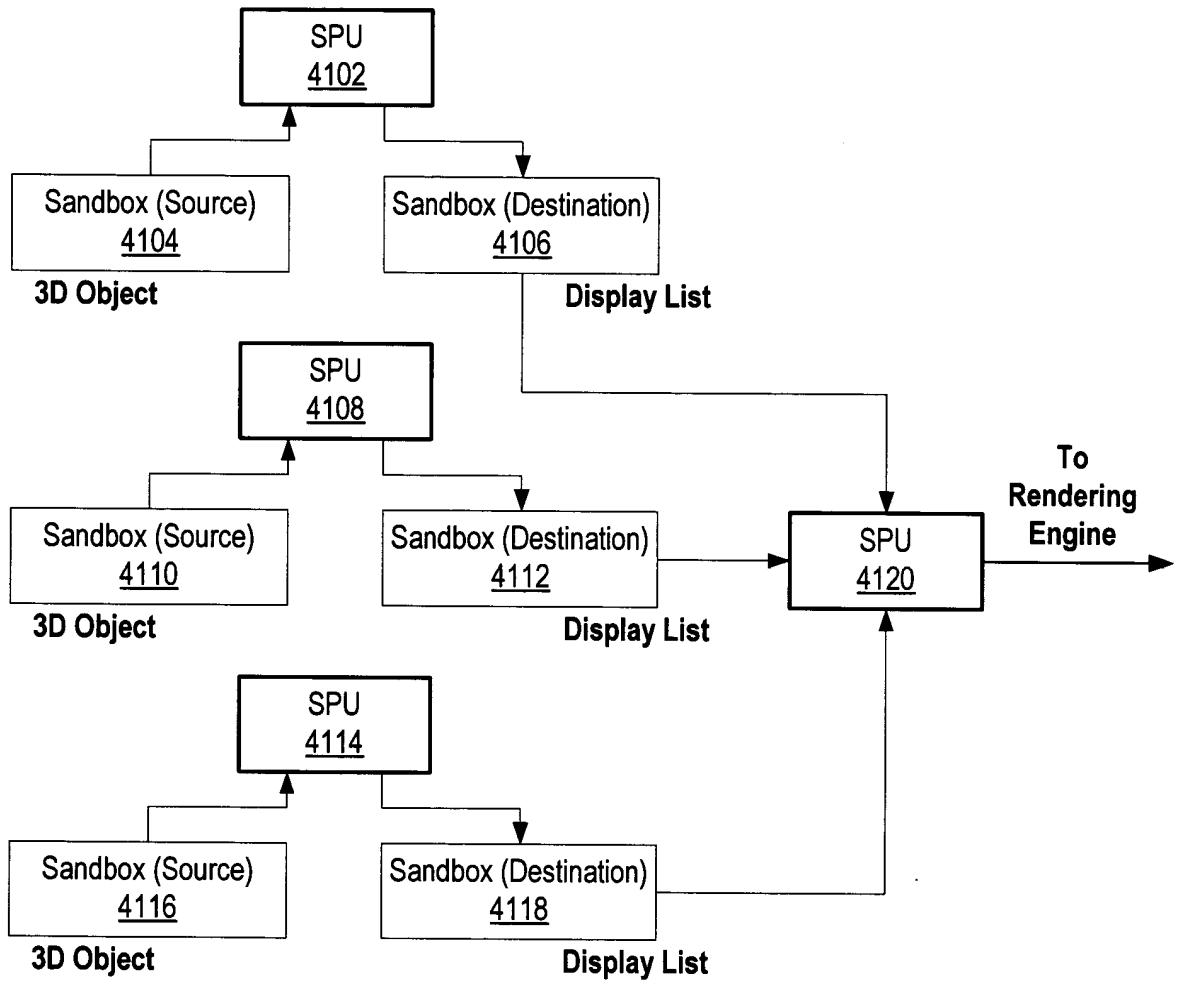 SPU
4102
Sandbox (Source)
4104
3D Object
Sandbox (Destination)
4106
Display List
SPU
4108
Sandbox (Source)
4110
3D Object
Sandbox (Destination)
4112
Display List
SPU
4114
Sandbox (Source)
4116
3D Object
Sandbox (Destination)
4118
Display List
SPU
4120
To
Rendering
Engine